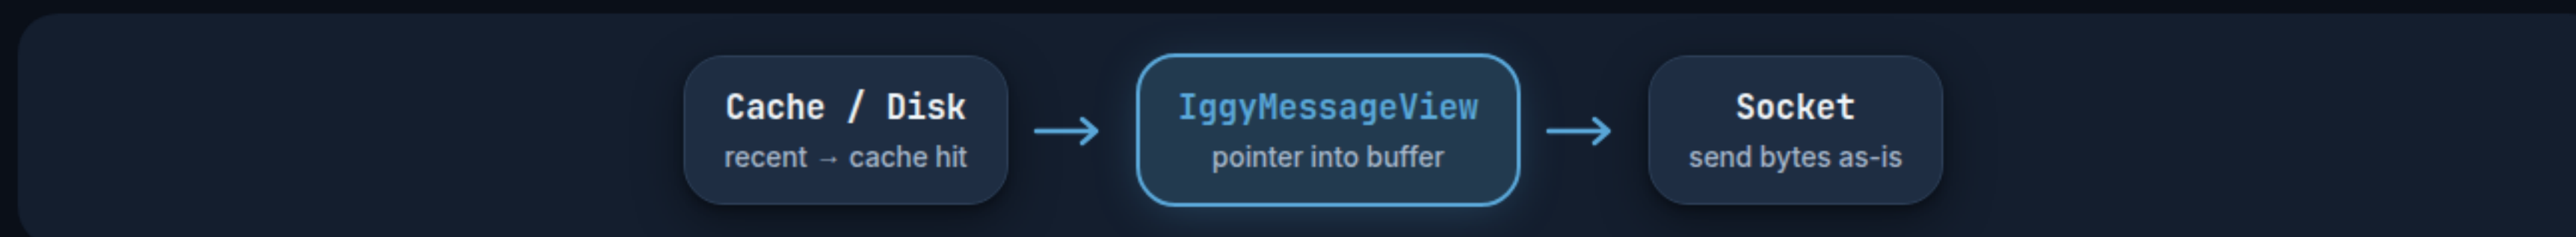 Cache / Disk
recent → cache hit
IggyMessageView
pointer into buffer
Socket
send bytes as-is